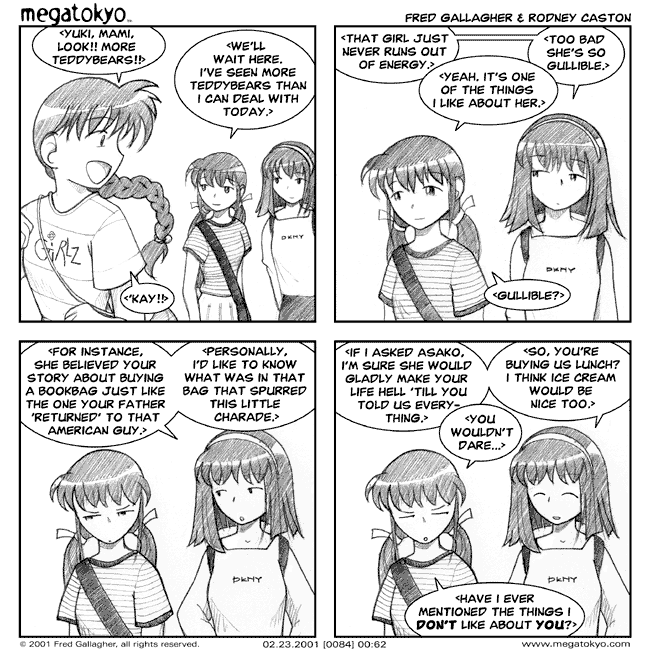 megatokyo™
FRED GALLAGHER & RODNEY CASTON
<YUKI, MAMI,
LOOK!! MORE
TEDDYBEARS!!>
<WE'LL
WAIT HERE.
I'VE SEEN MORE
TEDDYBEARS THAN
I CAN DEAL WITH
TODAY.>
GiRLZ
DKNY
<'KAY!!>
<THAT GIRL JUST
NEVER RUNS OUT
OF ENERGY.>
<TOO BAD
SHE'S SO
GULLIBLE.>
<YEAH. IT'S ONE
OF THE THINGS
I LIKE ABOUT HER.>
DKNY
<GULLIBLE?>
<FOR INSTANCE,
SHE BELIEVED YOUR
STORY ABOUT BUYING
A BOOKBAG JUST LIKE
THE ONE YOUR FATHER
'RETURNED' TO THAT
AMERICAN GUY.>
<PERSONALLY,
I'D LIKE TO KNOW
WHAT WAS IN THAT
BAG THAT SPURRED
THIS LITTLE
CHARADE.>
DKNY
<IF I ASKED ASAKO,
I'M SURE SHE WOULD
GLADLY MAKE YOUR
LIFE HELL 'TILL YOU
TOLD US EVERY-
THING.>
<SO, YOU'RE
BUYING US LUNCH?
I THINK ICE CREAM
WOULD BE
NICE TOO.>
<YOU
WOULDN'T
DARE...>
DKNY
<HAVE I EVER
MENTIONED THE THINGS I
DON'T LIKE ABOUT YOU?>
© 2001 Fred Gallagher, all rights reserved.
02.23.2001 [0084] 00:62
www.megatokyo.com